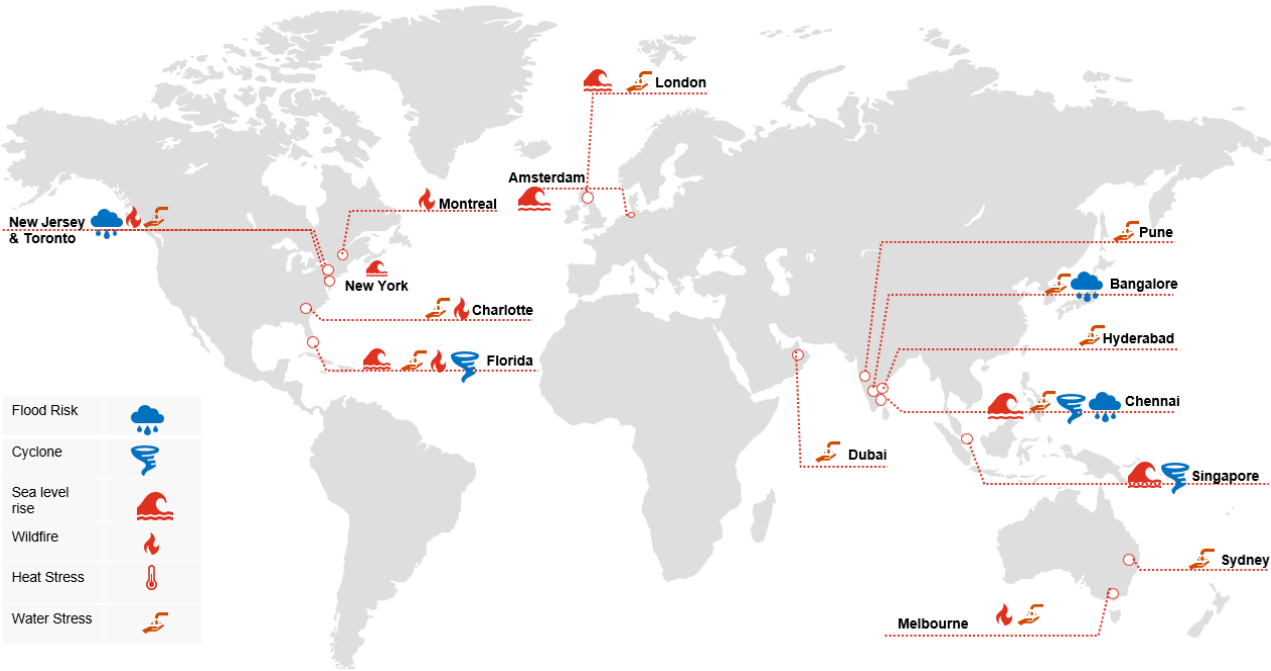 London
Amsterdam
Montreal
New Jersey
& Toronto
Pune
New York
Bangalore
Charlotte
Hyderabad
Florida
Chennai
Flood Risk
Cyclone
Dubai
Singapore
Sea level
rise
Wildfire
Heat Stress
Sydney
Water Stress
Melbourne